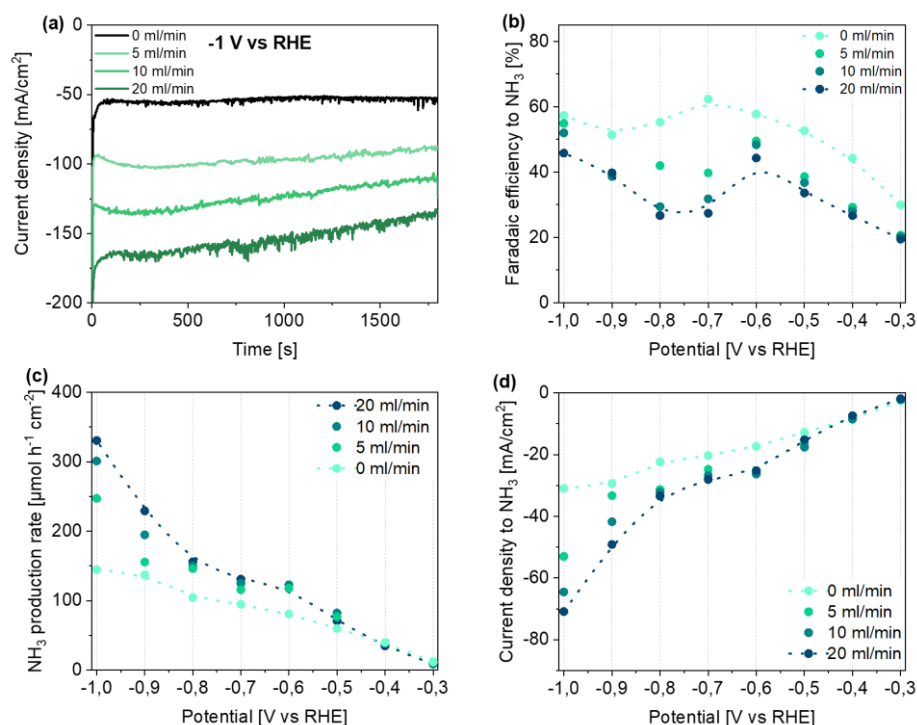 (a)
0 ml/min
5 ml/min
10 ml/min
20 ml/min
-1 V vs RHE
0
-50
-100
-150
-200
Current density [mA/cm²]
0
500
1000
1500
Time [s]
(b)
0 ml/min
5 ml/min
10 ml/min
20 ml/min
80
60
40
20
0
Faradaic efficiency to NH₃ [%]
-1,0
-0,9
-0,8
-0,7
-0,6
-0,5
-0,4
-0,3
Potential [V vs RHE]
(c)
20 ml/min
10 ml/min
5 ml/min
0 ml/min
400
300
200
100
0
NH₃ production rate [µmol h⁻¹ cm⁻²]
-1,0
-0,9
-0,8
-0,7
-0,6
-0,5
-0,4
-0,3
Potential [V vs RHE]
(d)
0 ml/min
5 ml/min
10 ml/min
20 ml/min
0
-20
-40
-60
-80
Current density to NH₃ [mA/cm²]
-1,0
-0,9
-0,8
-0,7
-0,6
-0,5
-0,4
-0,3
Potential [V vs RHE]